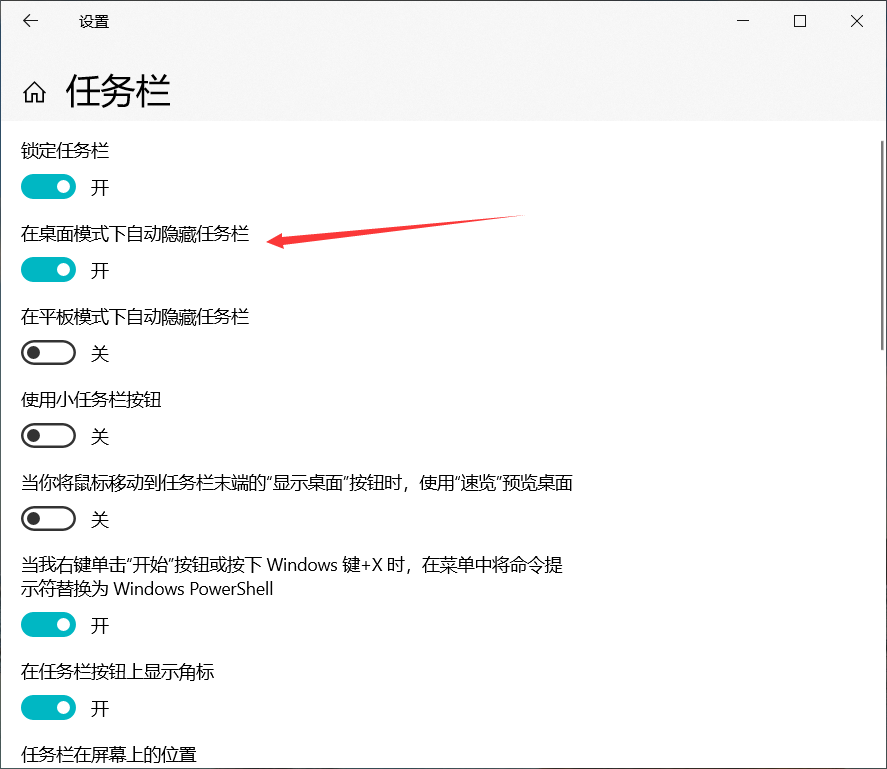 设置
任务栏
锁定任务栏
开
在桌面模式下自动隐藏任务栏
开
在平板模式下自动隐藏任务栏
关
使用小任务栏按钮
关
当你将鼠标移动到任务栏末端的“显示桌面”按钮时，使用“速览”预览桌面
关
当我右键单击“开始”按钮或按下 Windows 键+X 时，在菜单中将命令提
示符替换为 Windows PowerShell
开
在任务栏按钮上显示角标
开
任务栏在屏幕上的位置